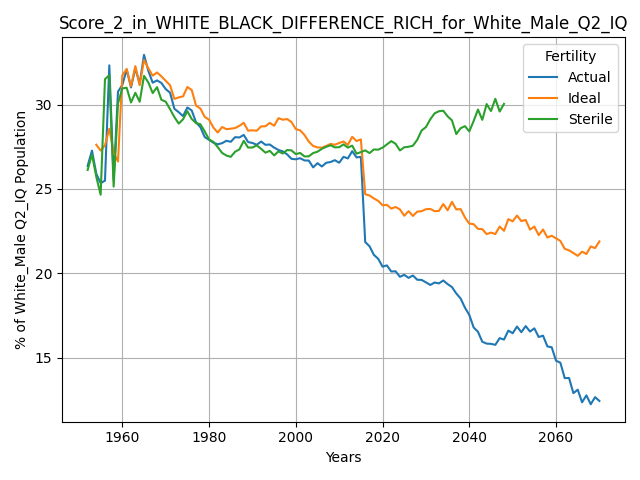 Score_2_in_WHITE_BLACK_DIFFERENCE_RICH_for_White_Male_Q2_IQ
Fertility
Actual
Ideal
Sterile
% of White_Male Q2_IQ Population
30
25
20
15
1960
1980
2000
2020
2040
2060
Years